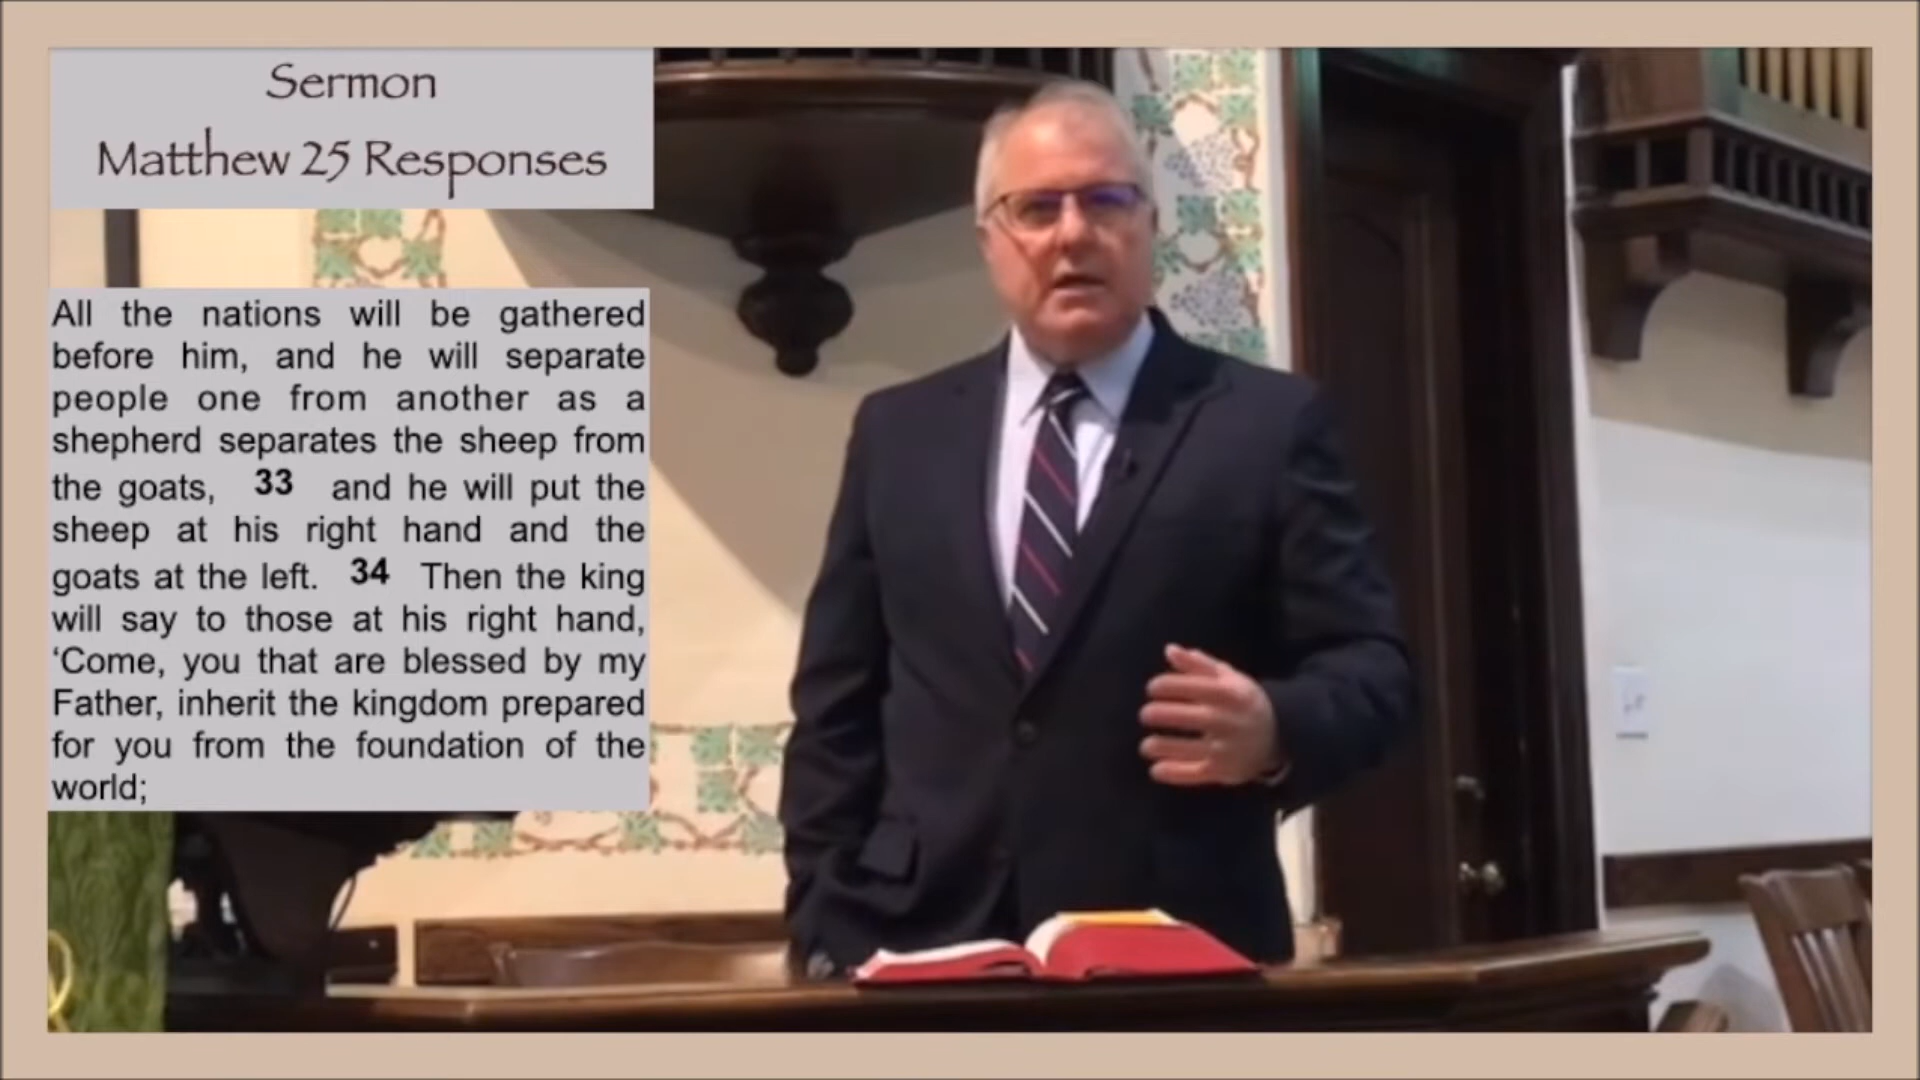 Sermon
Matthew 25 Responses
All the nations will be gathered
before him, and he will separate
people one from another as a
shepherd separates the sheep from
the goats, 33 and he will put the
sheep at his right hand and the
goats at the left. 34 Then the king
will say to those at his right hand,
‘Come, you that are blessed by my
Father, inherit the kingdom prepared
for you from the foundation of the
world;